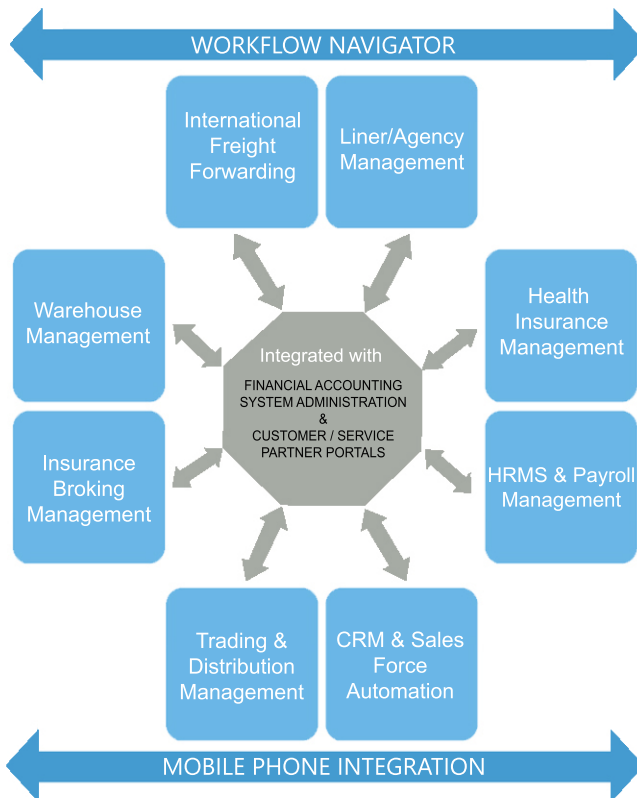 WORKFLOW NAVIGATOR
International
Freight
Forwarding
Liner/Agency
Management
Warehouse
Management
Health
Insurance
Management
Integrated with
FINANCIAL ACCOUNTING
SYSTEM ADMINISTRATION
&
CUSTOMER / SERVICE
PARTNER PORTALS
Insurance
Broking
Management
HRMS & Payroll
Management
Trading &
Distribution
Management
CRM & Sales
Force
Automation
MOBILE PHONE INTEGRATION